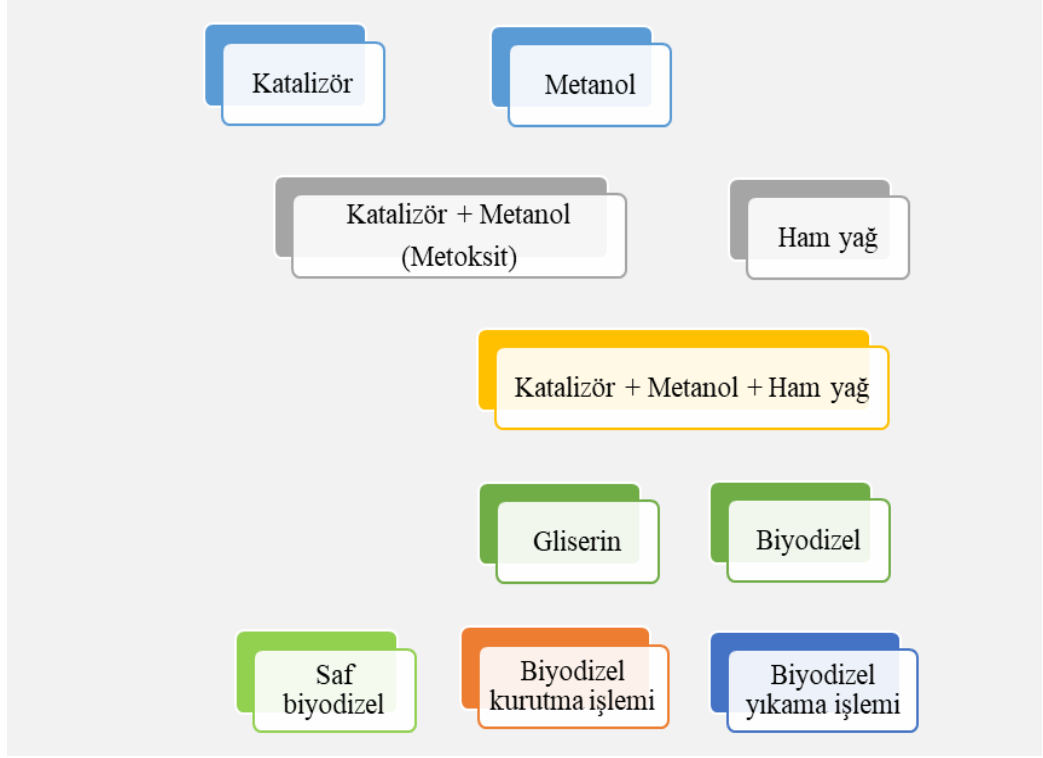 Katalizör
Metanol
Katalizör + Metanol
(Metoksit)
Ham yağ
Katalizör + Metanol + Ham yağ
Gliserin
Biyodizel
Saf
biyodizel
Biyodizel
kurutma işlemi
Biyodizel
yıkama işlemi